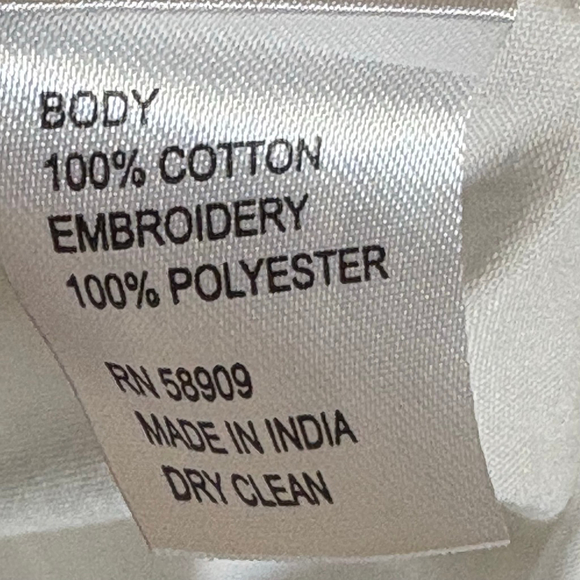 BODY
100% COTTON
EMBROIDERY
100% POLYESTER
RN 58909
MADE IN INDIA
DRY CLEAN